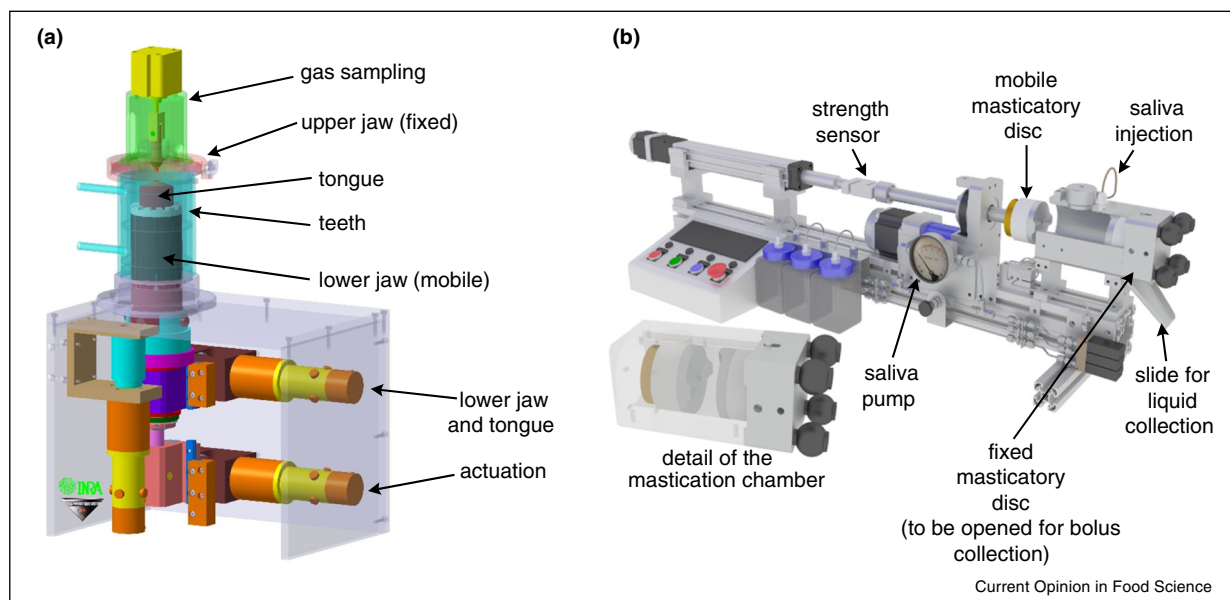 (a)
gas sampling
upper jaw (fixed)
tongue
teeth
lower jaw (mobile)
lower jaw
and tongue
actuation
INRA
(b)
strength
sensor
mobile
masticatory
disc
saliva
injection
saliva
pump
slide for
liquid
collection
fixed
masticatory
disc
(to be opened for bolus
collection)
detail of the
mastication chamber
Current Opinion in Food Science